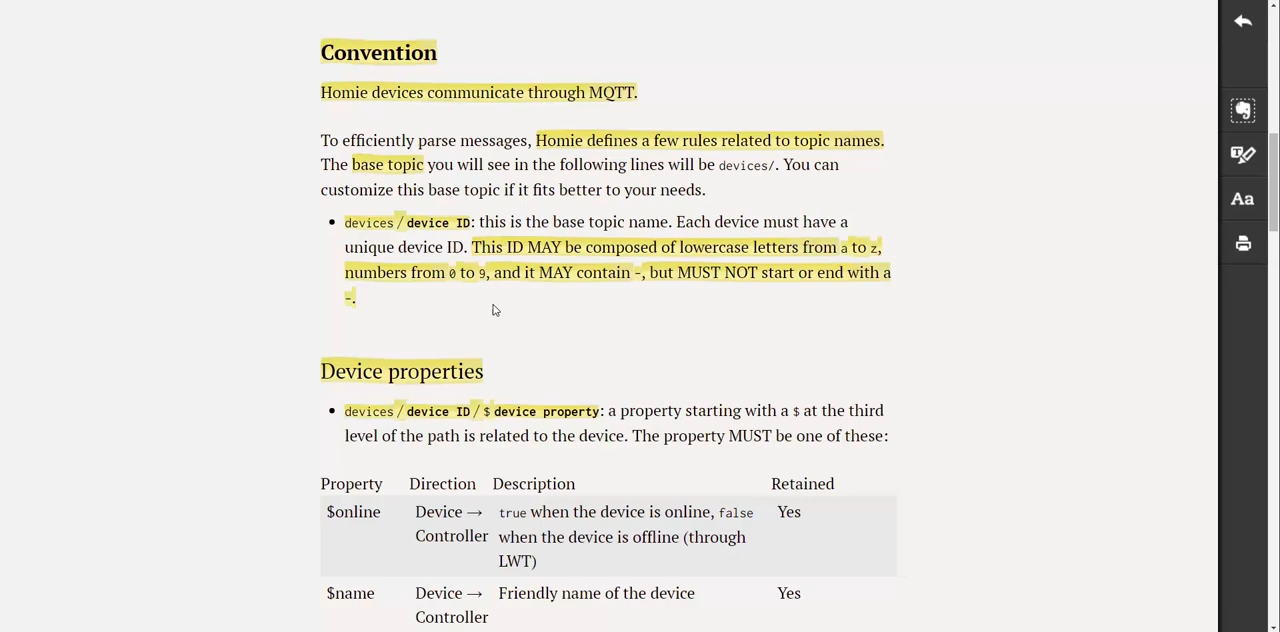 Convention
Homie devices communicate through MQTT.
To efficiently parse messages, Homie defines a few rules related to topic names.
The base topic you will see in the following lines will be devices/. You can
customize this base topic if it fits better to your needs.
• devices / device ID: this is the base topic name. Each device must have a
unique device ID. This ID MAY be composed of lowercase letters from a to z,
numbers from 0 to 9, and it MAY contain -, but MUST NOT start or end with a
-.
Device properties
• devices / device ID / $ device property: a property starting with a $ at the third
level of the path is related to the device. The property MUST be one of these:
Property Direction Description Retained
$online Device → true when the device is online, false Yes
Controller when the device is offline (through
LWT)
$name Device → Friendly name of the device Yes
Controller
Aa